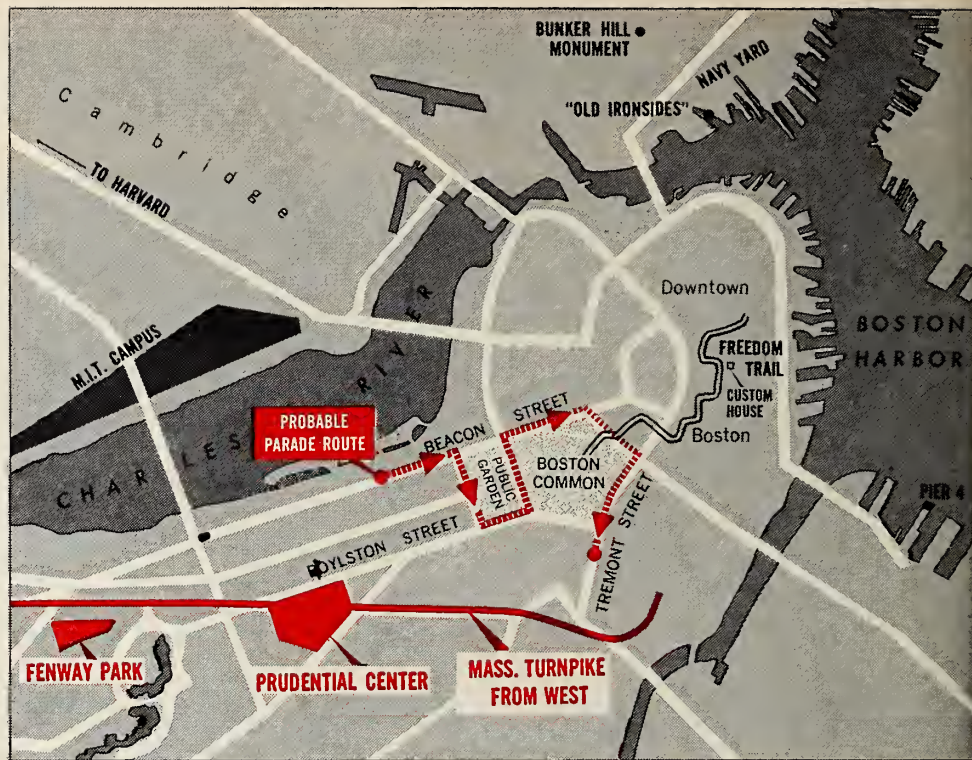 BUNKER HILL
MONUMENT
NAVY YARD
"OLD IRONSIDES"
Cambridge
TO HARVARD
Downtown
BOSTON
HARBOR
FREEDOM
TRAIL
CUSTOM
HOUSE
M.I.T. CAMPUS
CHARLES RIVER
PROBABLE
PARADE ROUTE
BEACON STREET
PUBLIC
GARDEN
BOSTON
COMMON
Boston
PIER 4
BOYLSTON STREET
TREMONT STREET
FENWAY PARK
PRUDENTIAL CENTER
MASS. TURNPIKE
FROM WEST